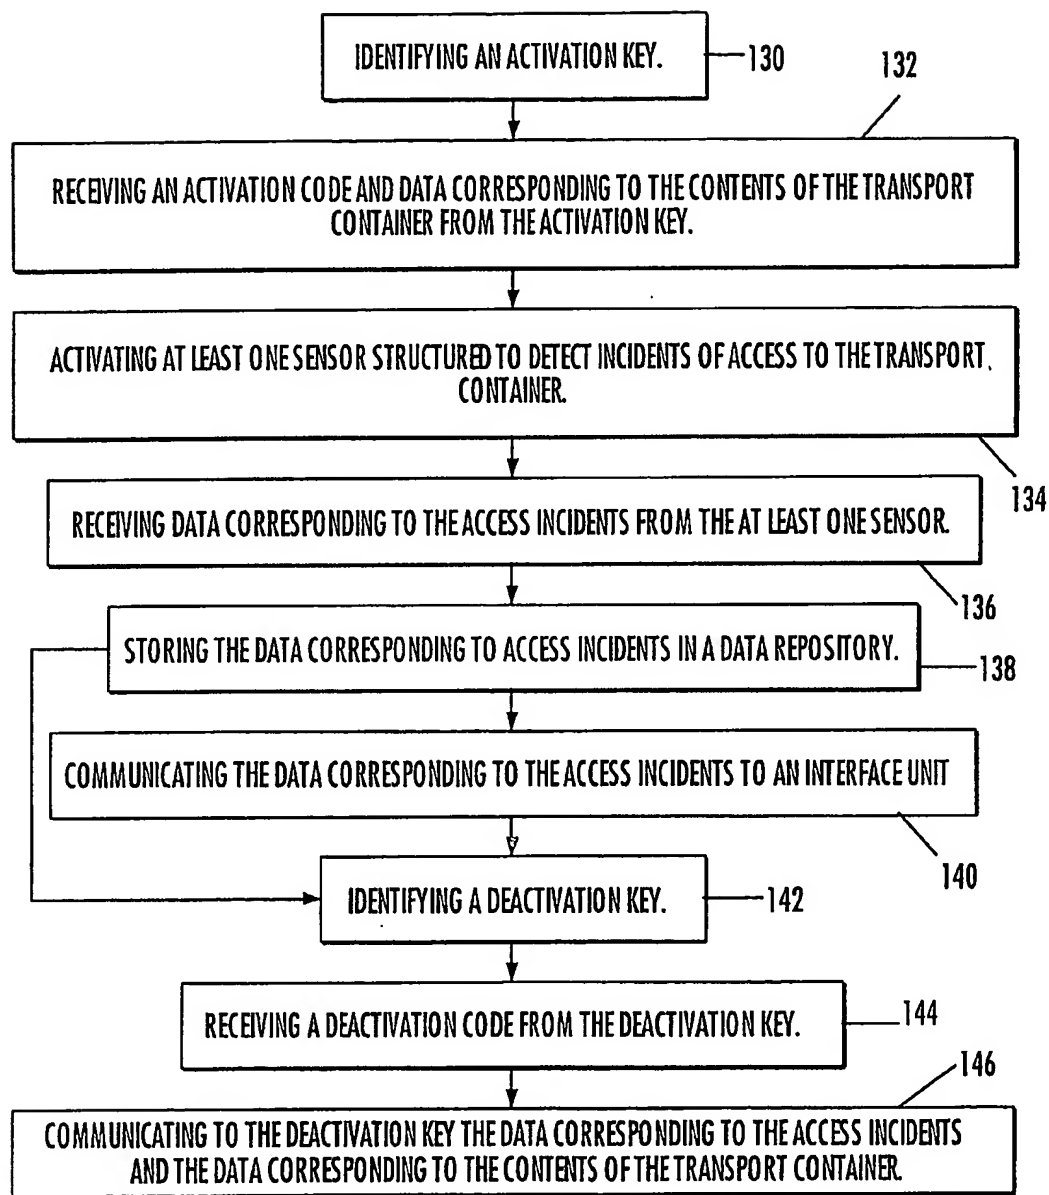 IDENTIFYING AN ACTIVATION KEY.
130
132
RECEIVING AN ACTIVATION CODE AND DATA CORRESPONDING TO THE CONTENTS OF THE TRANSPORT
CONTAINER FROM THE ACTIVATION KEY.
ACTIVATING AT LEAST ONE SENSOR STRUCTURED TO DETECT INCIDENTS OF ACCESS TO THE TRANSPORT
CONTAINER.
134
RECEIVING DATA CORRESPONDING TO THE ACCESS INCIDENTS FROM THE AT LEAST ONE SENSOR.
136
STORING THE DATA CORRESPONDING TO ACCESS INCIDENTS IN A DATA REPOSITORY.
138
COMMUNICATING THE DATA CORRESPONDING TO THE ACCESS INCIDENTS TO AN INTERFACE UNIT
140
IDENTIFYING A DEACTIVATION KEY.
142
RECEIVING A DEACTIVATION CODE FROM THE DEACTIVATION KEY.
144
146
COMMUNICATING TO THE DEACTIVATION KEY THE DATA CORRESPONDING TO THE ACCESS INCIDENTS
AND THE DATA CORRESPONDING TO THE CONTENTS OF THE TRANSPORT CONTAINER.